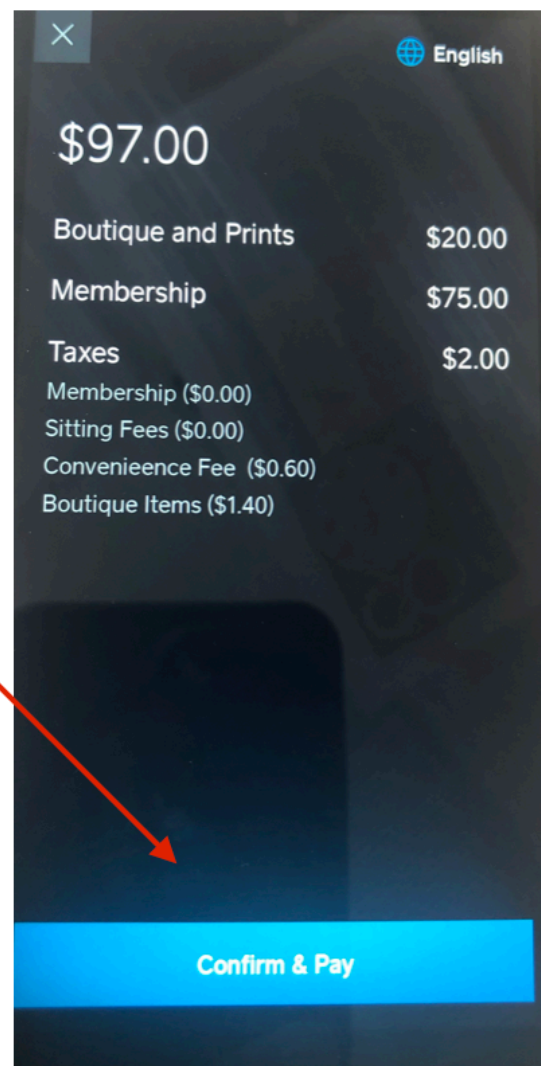 English
$97.00
Boutique and Prints $20.00
Membership $75.00
Taxes $2.00
Membership ($0.00)
Sitting Fees ($0.00)
Convenieence Fee ($0.60)
Boutique Items ($1.40)
Confirm & Pay